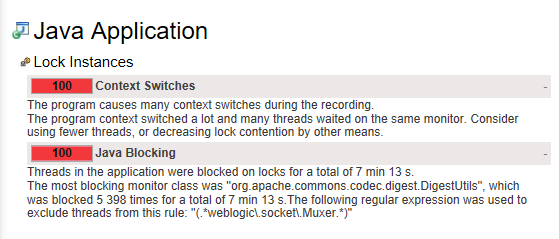 Java Application
Lock Instances
100 Context Switches -
The program causes many context switches during the recording.
The program context switched a lot and many threads waited on the same monitor. Consider
using fewer threads, or decreasing lock contention by other means.
100 Java Blocking -
Threads in the application were blocked on locks for a total of 7 min 13 s.
The most blocking monitor class was "org.apache.commons.codec.digest.DigestUtils", which
was blocked 5 398 times for a total of 7 min 13 s.The following regular expression was used to
exclude threads from this rule: "(.*weblogic\.socket\.Muxer.*)"